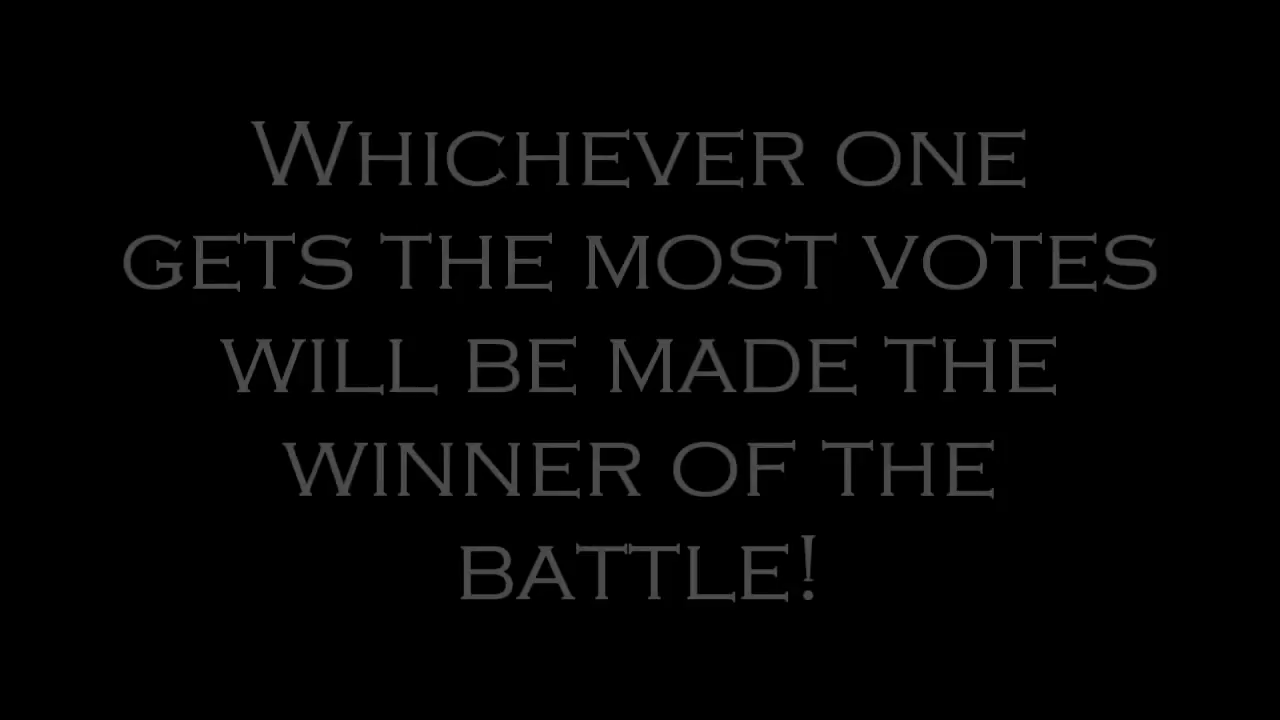 Whichever one
gets the most votes
will be made the
winner of the
battle!